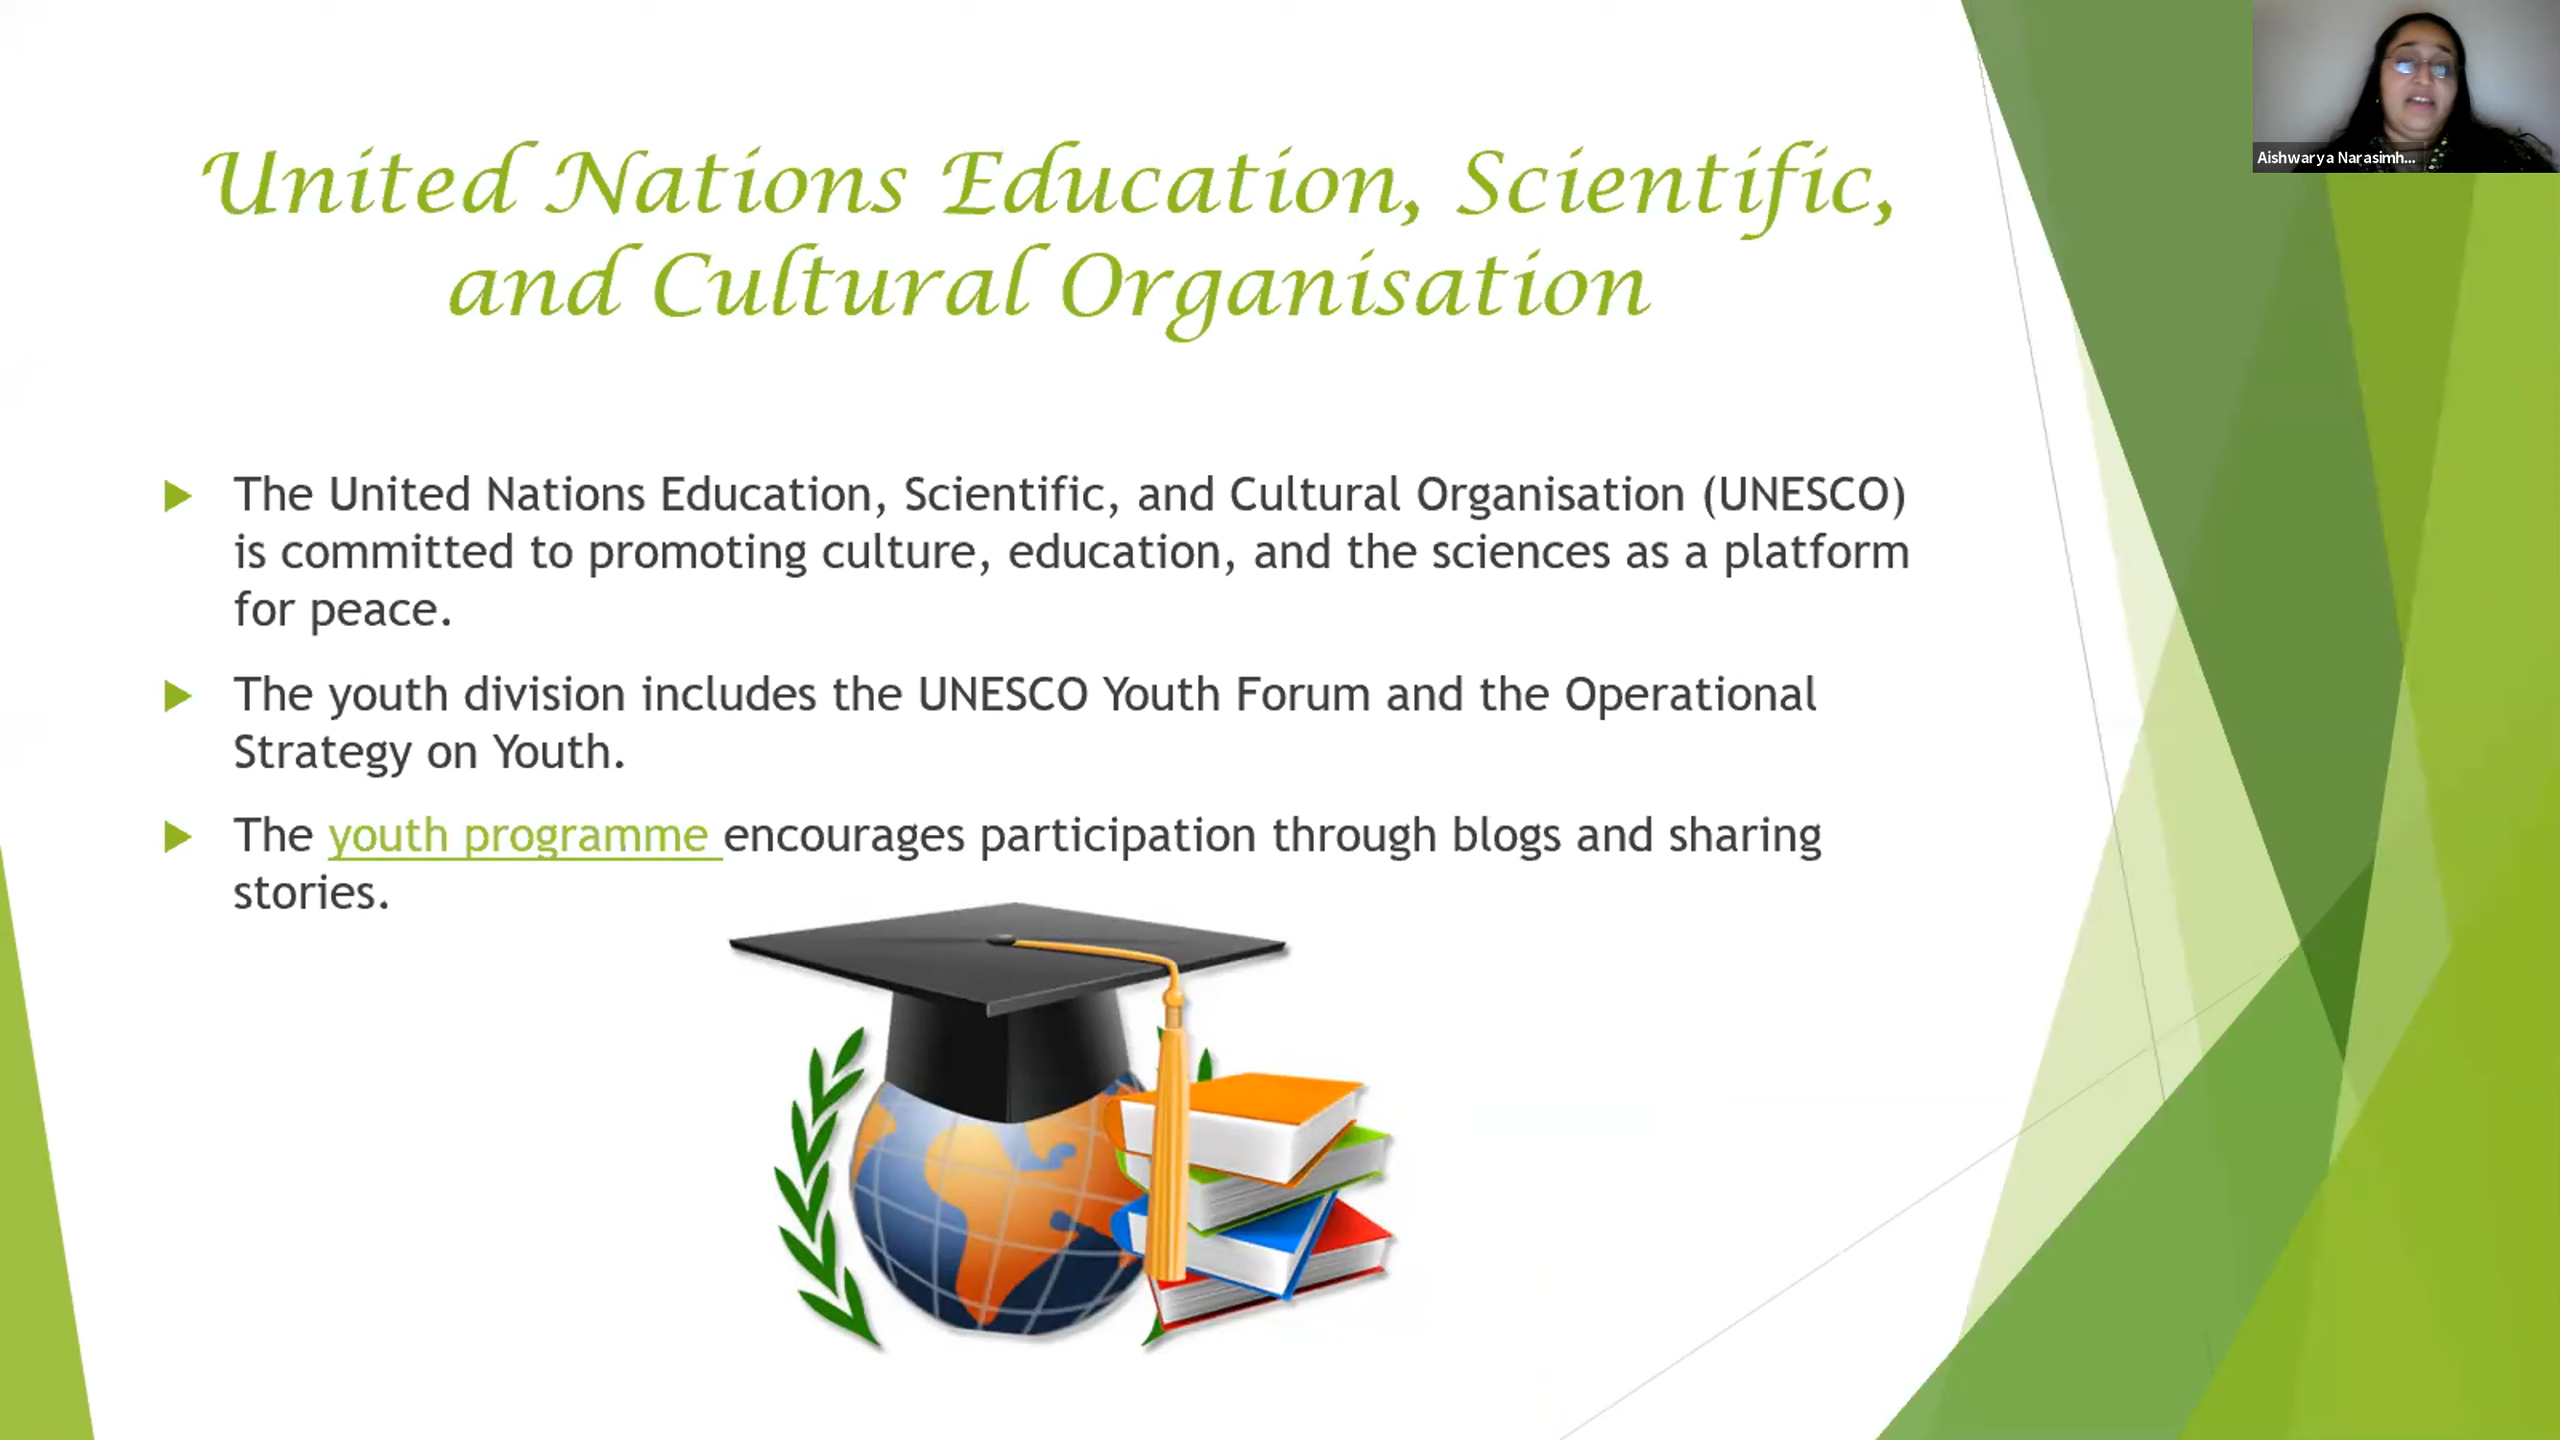 United Nations Education, Scientific,
and Cultural Organisation
The United Nations Education, Scientific, and Cultural Organisation (UNESCO)
is committed to promoting culture, education, and the sciences as a platform
for peace.
The youth division includes the UNESCO Youth Forum and the Operational
Strategy on Youth.
The youth programme encourages participation through blogs and sharing
stories.
Aishwarya Narasimh...